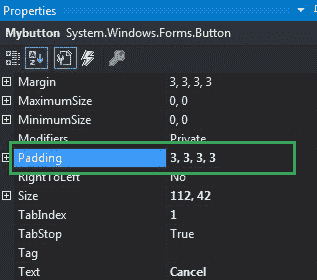 Properties
Mybutton System.Windows.Forms.Button
Margin 3, 3, 3, 3
MaximumSize 0, 0
MinimumSize 0, 0
Modifiers Private
Padding 3, 3, 3, 3
RightToLeft No
Size 112, 42
TabIndex 1
TabStop True
Tag
Text Cancel